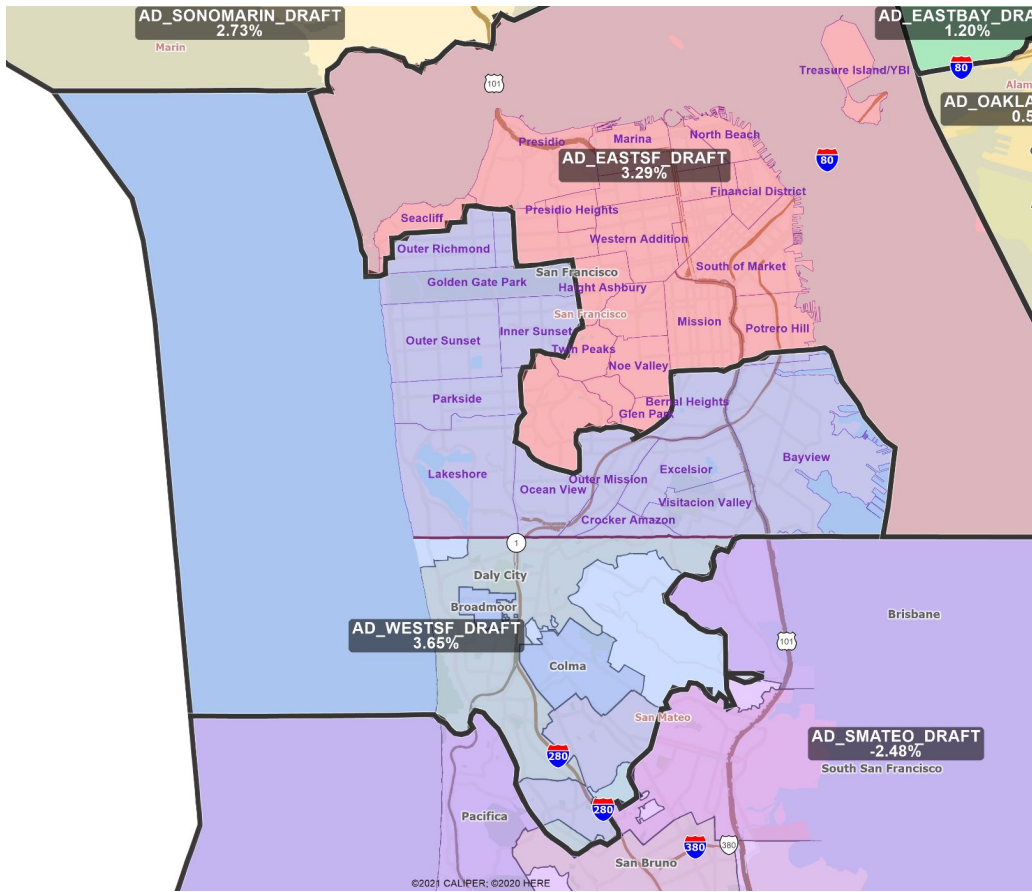 AD_SONOMARIN_DRAFT
2.73%
Marin
AD_EASTBAY_DRA
1.20%
80
101
Treasure Island/YBI
Alam
AD_OAKLA
0.5
Presidio
Marina
North Beach
AD_EASTSF_DRAFT
3.29%
80
Financial District
Presidio Heights
Seacliff
Western Addition
Outer Richmond
South of Market
San Francisco
Golden Gate Park
Haight Ashbury
San Francisco
Mission
Potrero Hill
Inner Sunset
Outer Sunset
Twin Peaks
Noe Valley
Parkside
Bernal Heights
Glen Park
Bayview
Lakeshore
Excelsior
Outer Mission
Ocean View
Visitacion Valley
Crocker Amazon
1
Daly City
Broadmoor
Brisbane
AD_WESTSF_DRAFT
3.65%
101
Colma
San Mateo
AD_SMATEO_DRAFT
-2.48%
280
South San Francisco
280
Pacifica
380
380
San Bruno
©2021 CALIPER; ©2020 HERE